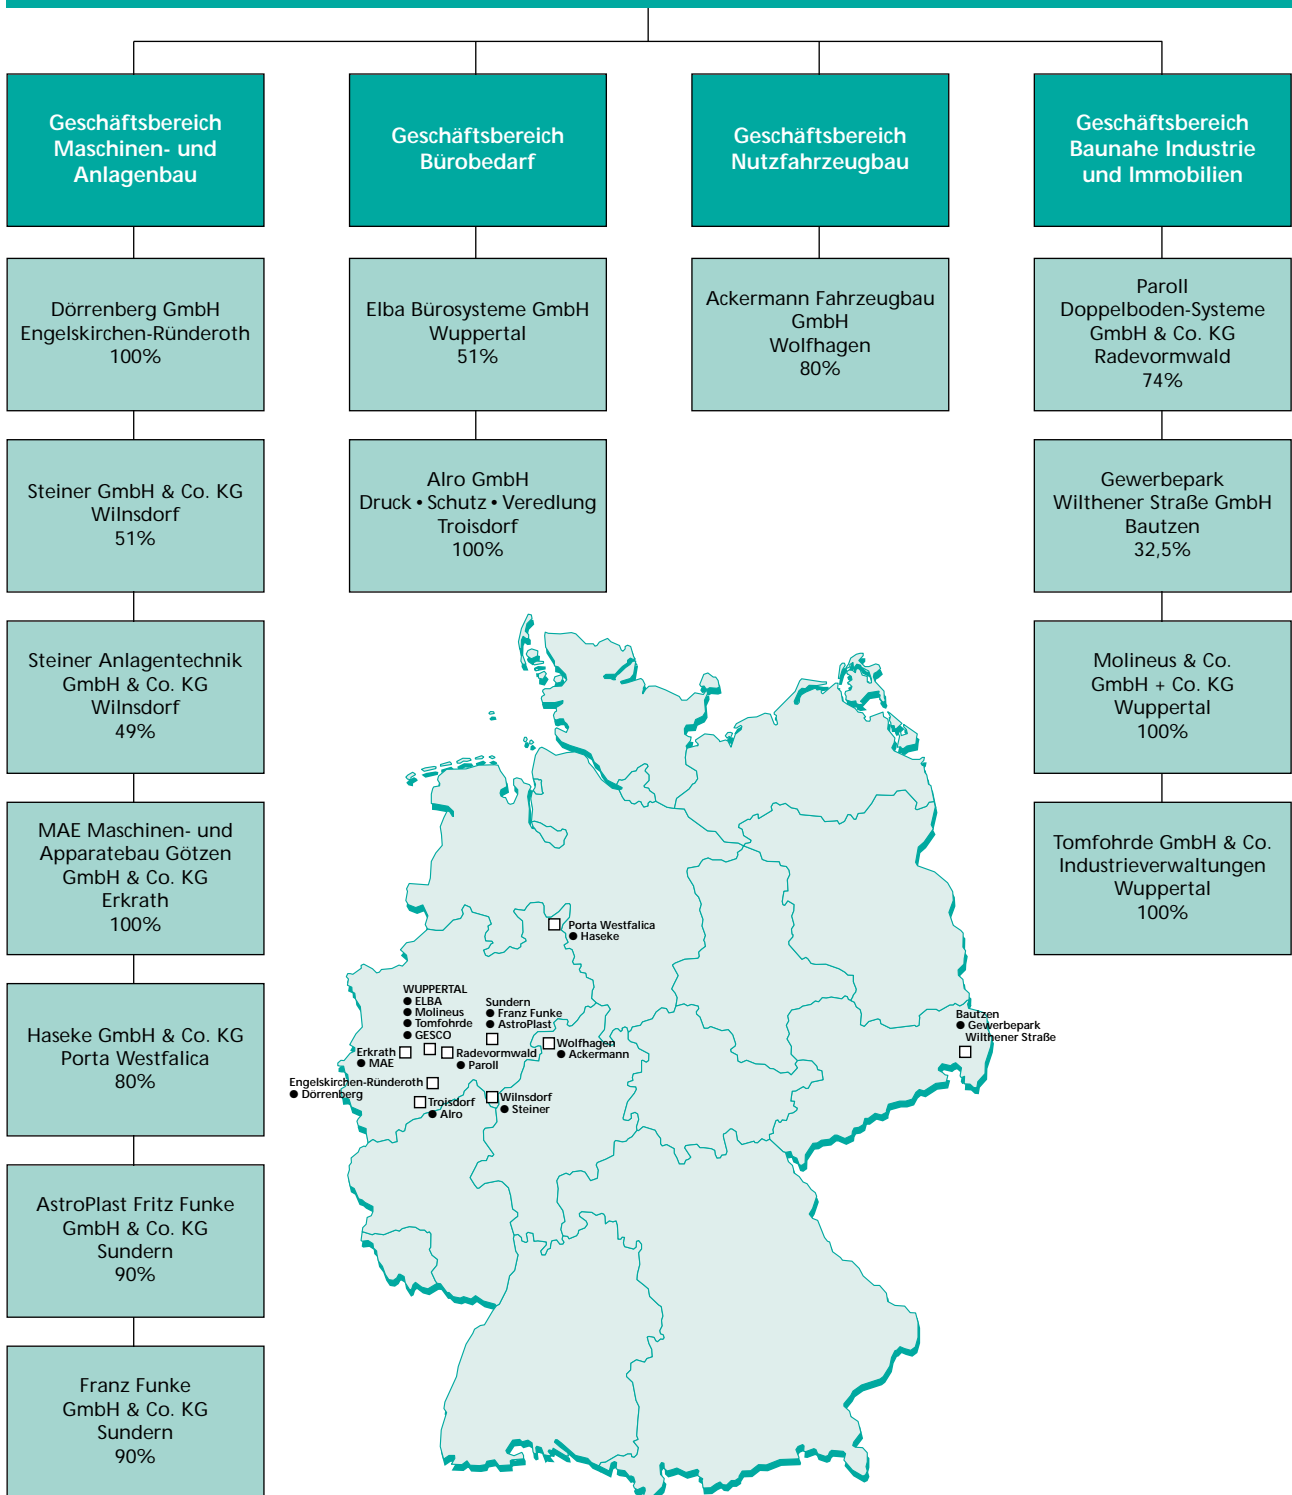 Geschäftsbereich
Maschinen- und
Anlagenbau
Dörrenberg GmbH
Engelskirchen-Ründeroth
100%
Steiner GmbH & Co. KG
Wilnsdorf
51%
Steiner Anlagentechnik
GmbH & Co. KG
Wilnsdorf
49%
MAE Maschinen- und
Apparatebau Götzen
GmbH & Co. KG
Erkrath
100%
Haseke GmbH & Co. KG
Porta Westfalica
80%
AstroPlast Fritz Funke
GmbH & Co. KG
Sundern
90%
Franz Funke
GmbH & Co. KG
Sundern
90%
Geschäftsbereich
Bürobedarf
Elba Bürosysteme GmbH
Wuppertal
51%
Alro GmbH
Druck • Schutz • Veredlung
Troisdorf
100%
Geschäftsbereich
Nutzfahrzeugbau
Ackermann Fahrzeugbau
GmbH
Wolfhagen
80%
Geschäftsbereich
Baunahe Industrie
und Immobilien
Paroll
Doppelboden-Systeme
GmbH & Co. KG
Radevormwald
74%
Gewerbepark
Wilthener Straße GmbH
Bautzen
32,5%
Molineus & Co.
GmbH + Co. KG
Wuppertal
100%
Tomfohrde GmbH & Co.
Industrieverwaltungen
Wuppertal
100%
Porta Westfalica
● Haseke
WUPPERTAL
● ELBA
● Molineus
● Tomfohrde
● GESCO
Sundern
● Franz Funke
● AstroPlast
Erkrath
● MAE
Radevormwald
● Paroll
Wolfhagen
● Ackermann
Engelskirchen-Ründeroth
● Dörrenberg
Troisdorf
● Alro
Wilnsdorf
● Steiner
Bautzen
● Gewerbepark
Wilthener Straße